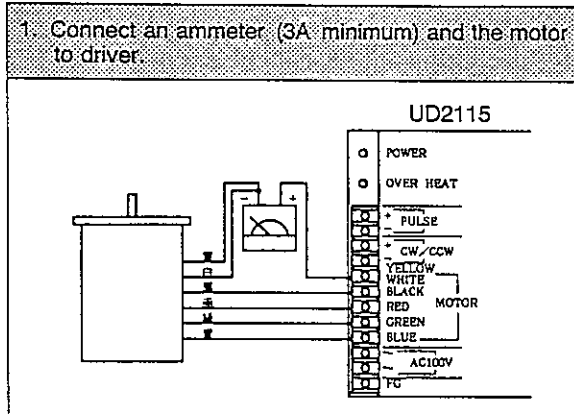 1. Connect an ammeter (3A minimum) and the motor
to driver.
UD2115
POWER
OVER HEAT
+
PULSE
−
+
CW/CCW
−
YELLOW
WHITE
BLACK
MOTOR
RED
GREEN
BLUE
~
AC100V
~
FG
− +